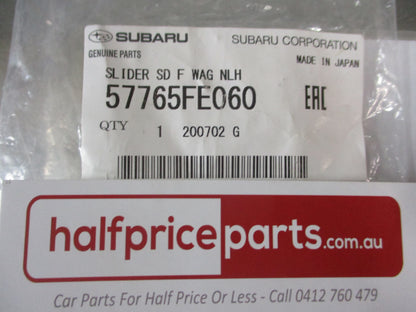 SUBARU
SUBARU CORPORATION
GENUINE PARTS
MADE IN JAPAN
SLIDER SD F WAG NLH
57765FE060
EAC
QTY 1 200702 G
halfpriceparts.com.au
Car Parts For Half Price Or Less - Call 0412 760 479